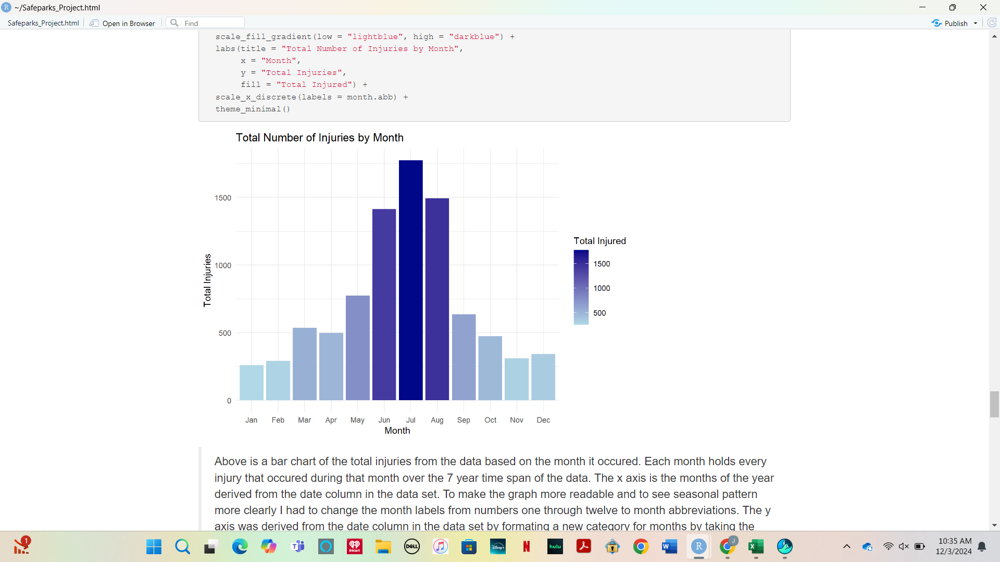 R ~/Safeparks_Project.html
Safeparks_Project.html Open in Browser Find Publish
scale_fill_gradient(low = "lightblue", high = "darkblue") +
labs(title = "Total Number of Injuries by Month",
x = "Month",
y = "Total Injuries",
fill = "Total Injured") +
scale_x_discrete(labels = month.abb) +
theme_minimal()
Total Number of Injuries by Month
Total Injuries
1500
1000
500
0
Jan Feb Mar Apr May Jun Jul Aug Sep Oct Nov Dec
Month
Total Injured
1500
1000
500
Above is a bar chart of the total injuries from the data based on the month it occured. Each month holds every
injury that occured during that month over the 7 year time span of the data. The x axis is the months of the year
derived from the date column in the data set. To make the graph more readable and to see seasonal pattern
more clearly I had to change the month labels from numbers one through twelve to month abbreviations. The y
axis was derived from the date column in the data set by formating a new category for months by taking the
1
iHeart
DELL
Disney+
N
hulu
W
R
J
X
10:35 AM
12/3/2024